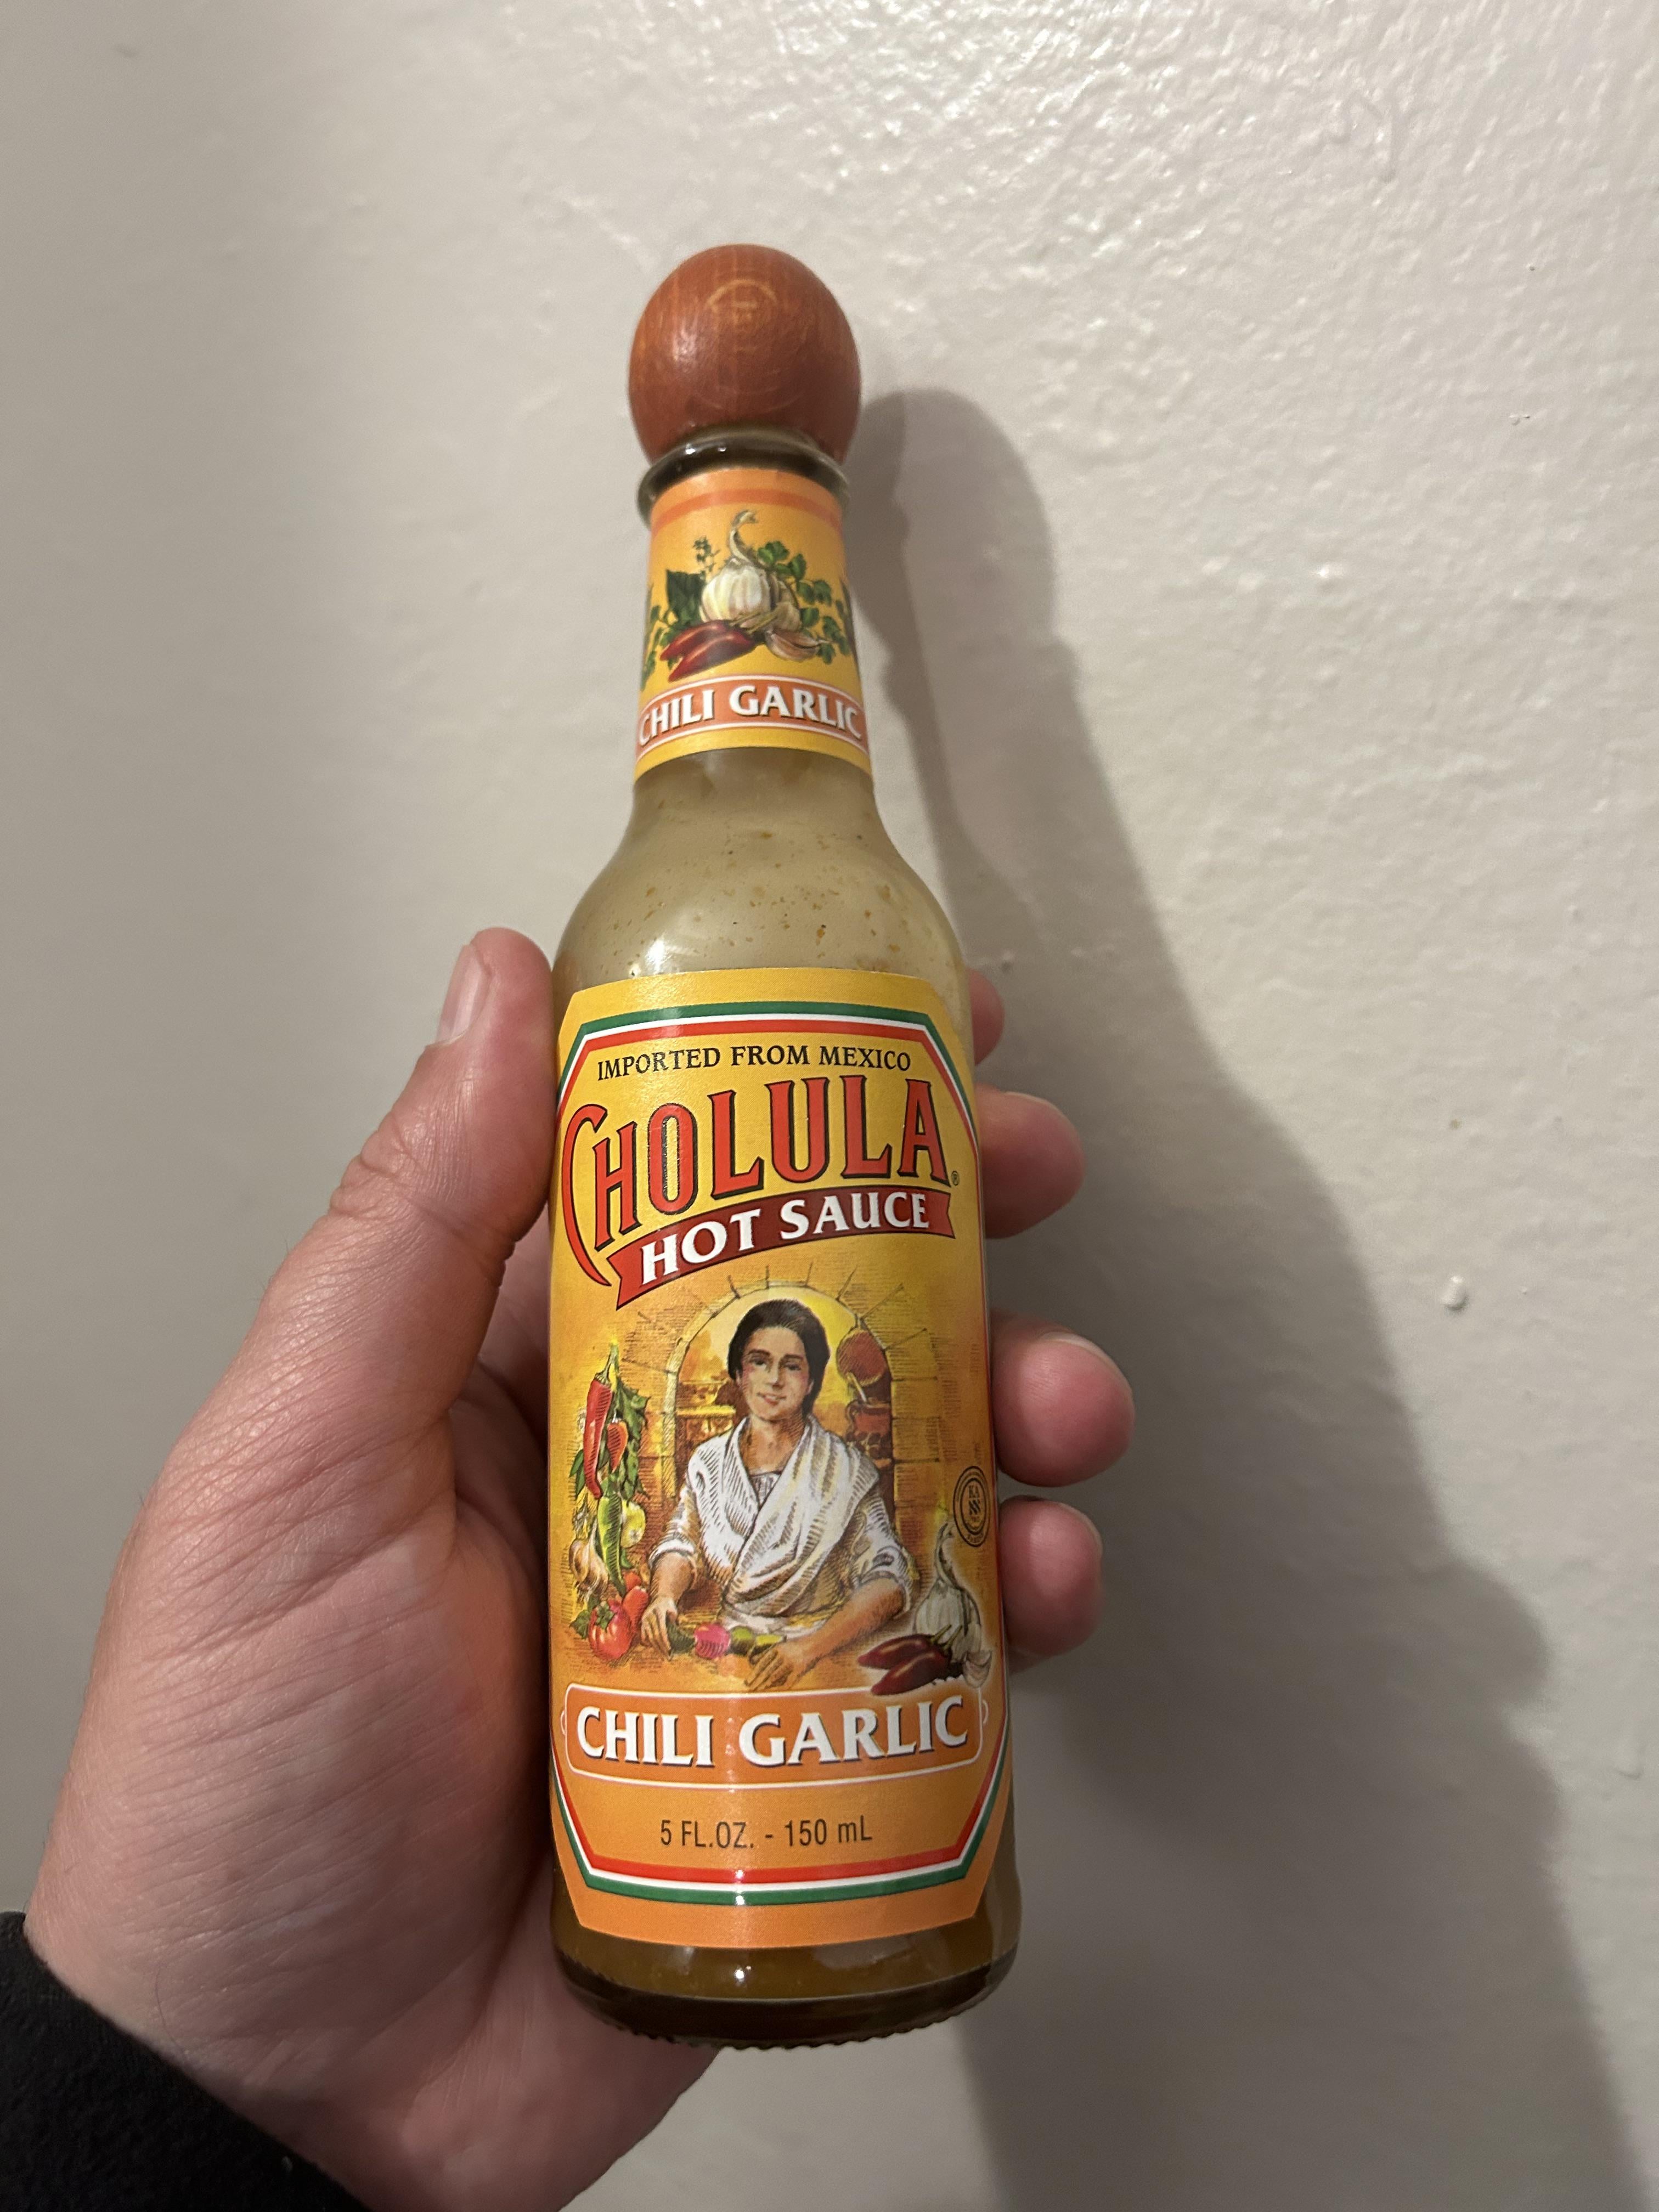 CHILI GARLIC
IMPORTED FROM MEXICO
CHOLULA®
HOT SAUCE
CHILI GARLIC
5 FL.OZ. - 150 mL